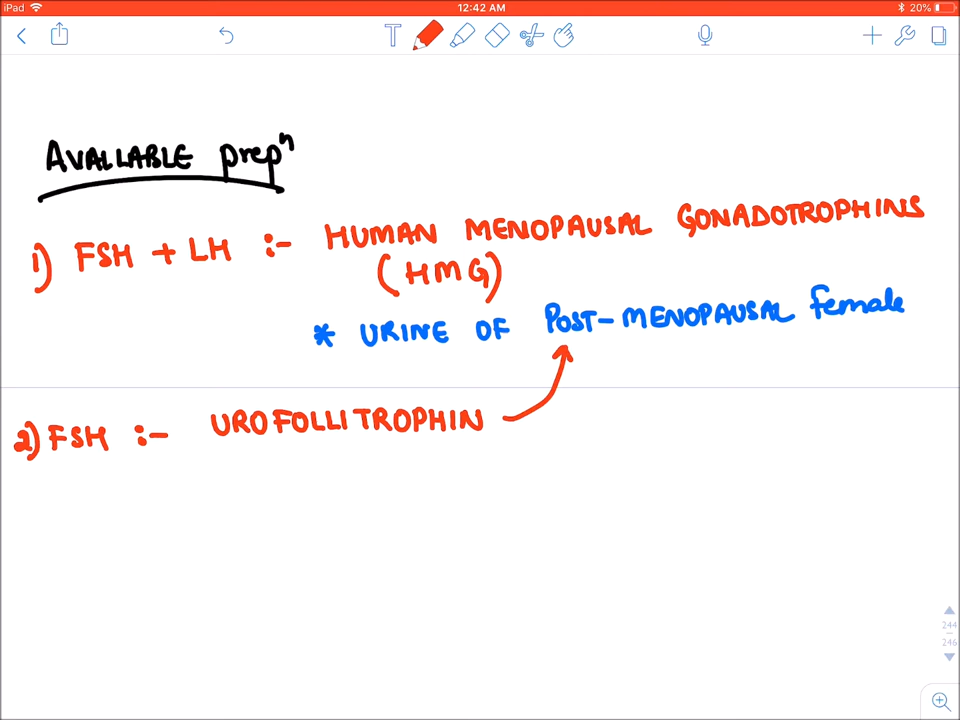 iPad 12:42 AM 20%
T
AVAILABLE prepⁿ
1) FSH + LH :- HUMAN MENOPAUSAL GONADOTROPHINS
(HMG)
* URINE OF POST-MENOPAUSAL female
2) FSH :- UROFOLLITROPHIN
244
246